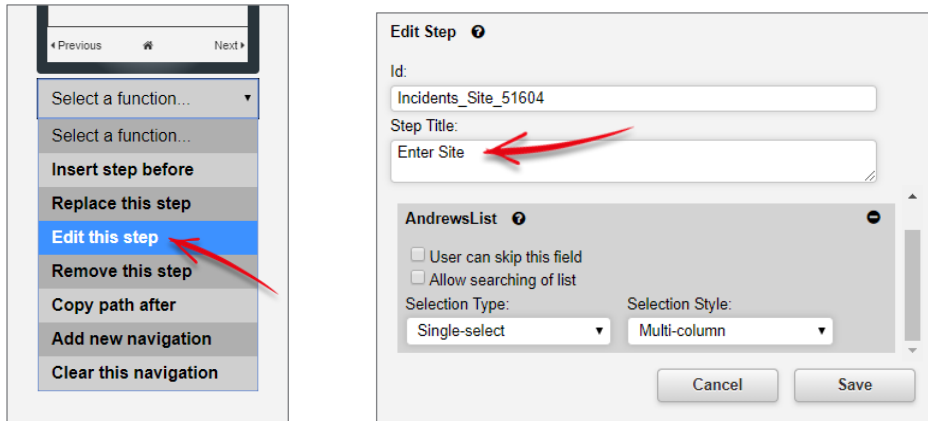 Previous Next
Select a function...
Select a function...
Insert step before
Replace this step
Edit this step
Remove this step
Copy path after
Add new navigation
Clear this navigation
Edit Step
Id:
Incidents_Site_51604
Step Title:
Enter Site
AndrewsList
User can skip this field
Allow searching of list
Selection Type: Selection Style:
Single-select Multi-column
Cancel Save